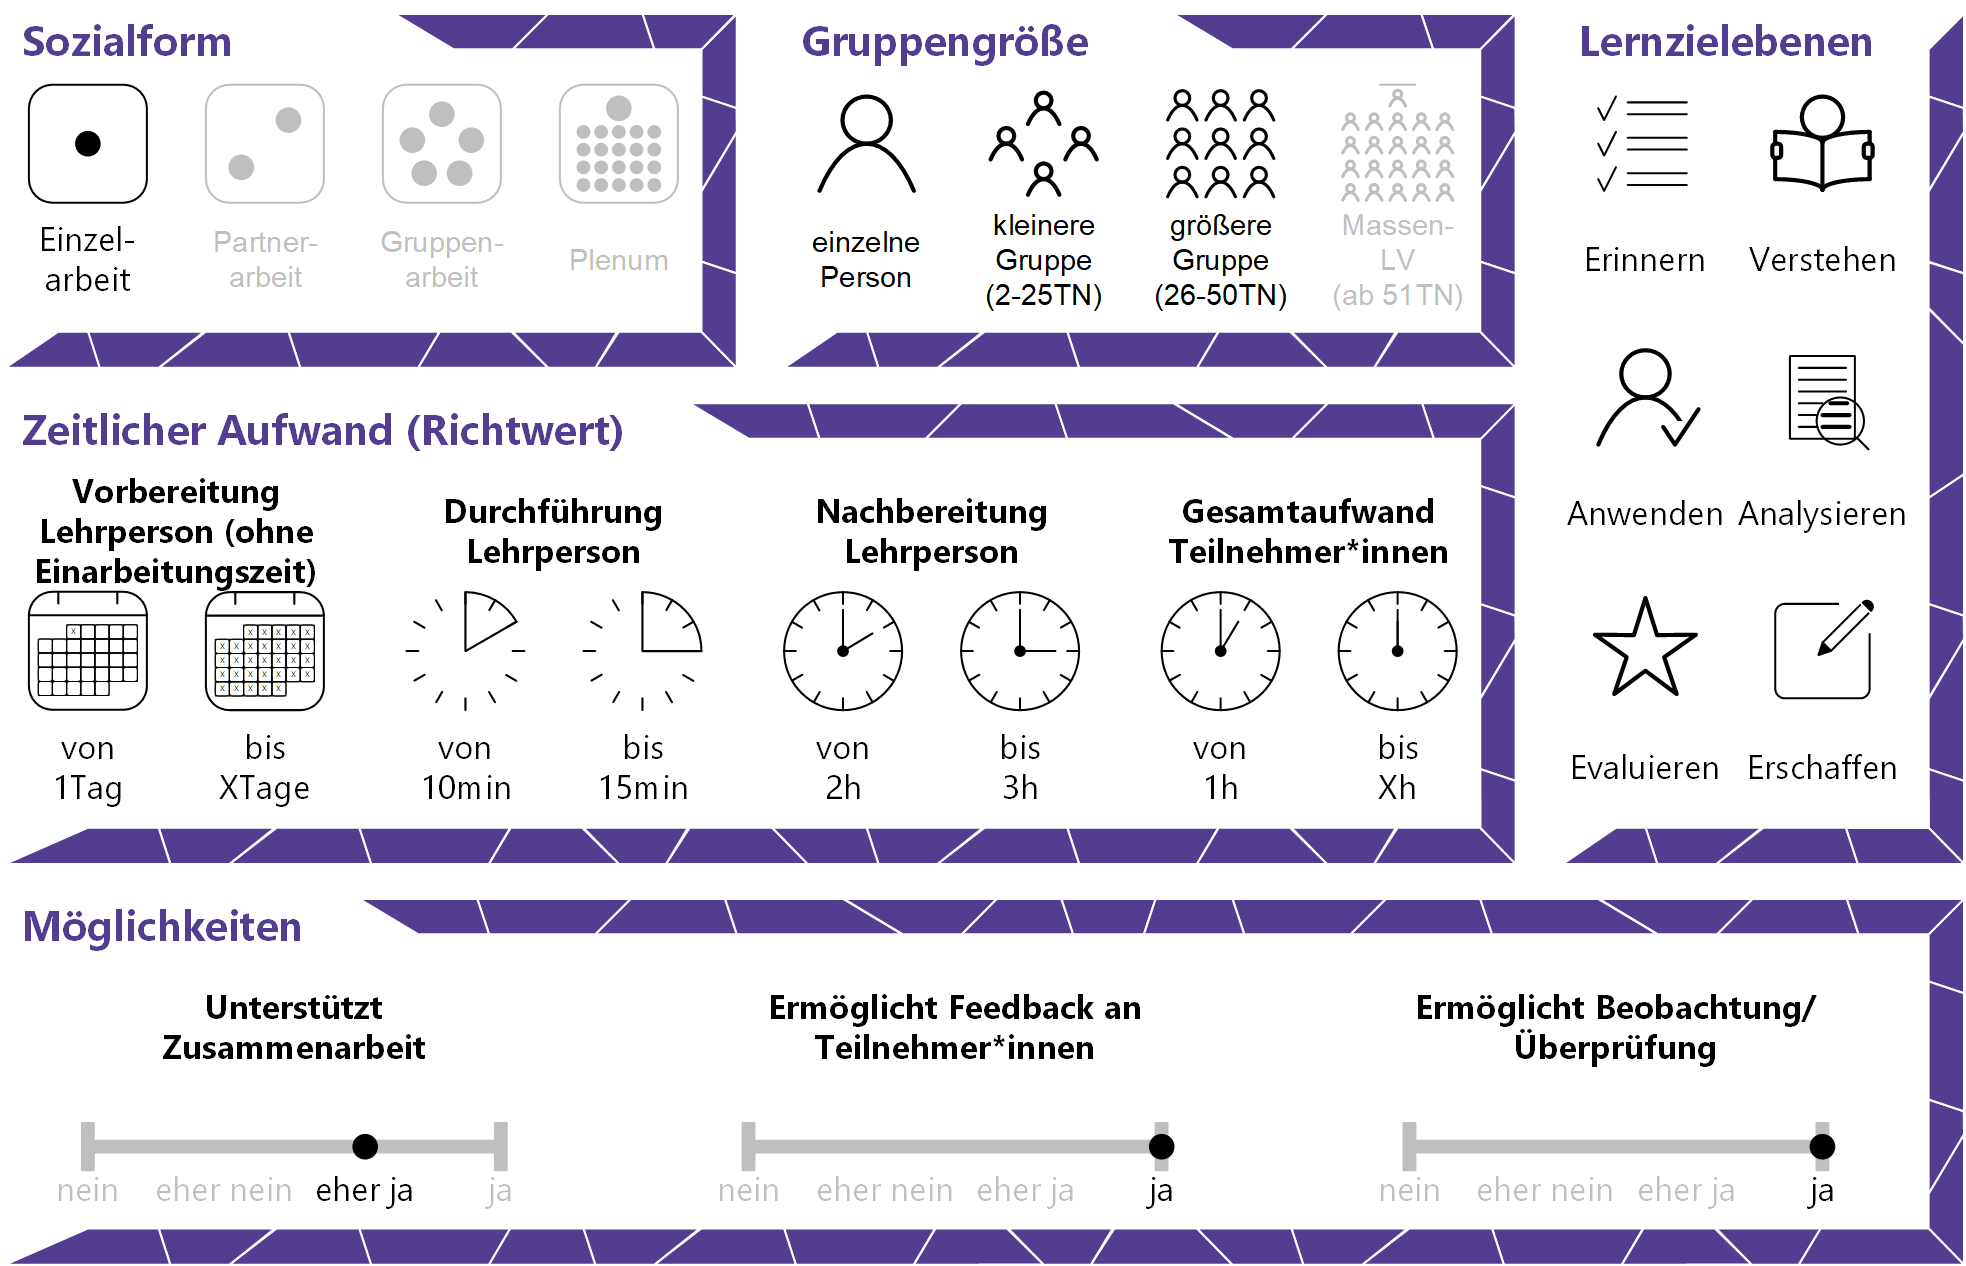 Sozialform
Einzel-
arbeit
Partner-
arbeit
Gruppen-
arbeit
Plenum
Gruppengröße
einzelne
Person
kleinere
Gruppe
(2-25TN)
größere
Gruppe
(26-50TN)
Massen-
LV
(ab 51TN)
Lernzielebenen
Erinnern
Verstehen
Anwenden
Analysieren
Evaluieren
Erschaffen
Zeitlicher Aufwand (Richtwert)
Vorbereitung
Lehrperson (ohne
Einarbeitungszeit)
von
1Tag
bis
XTage
Durchführung
Lehrperson
von
10min
bis
15min
Nachbereitung
Lehrperson
von
2h
bis
3h
Gesamtaufwand
Teilnehmer*innen
von
1h
bis
Xh
Möglichkeiten
Unterstützt
Zusammenarbeit
nein eher nein eher ja ja
Ermöglicht Feedback an
Teilnehmer*innen
nein eher nein eher ja ja
Ermöglicht Beobachtung/
Überprüfung
nein eher nein eher ja ja